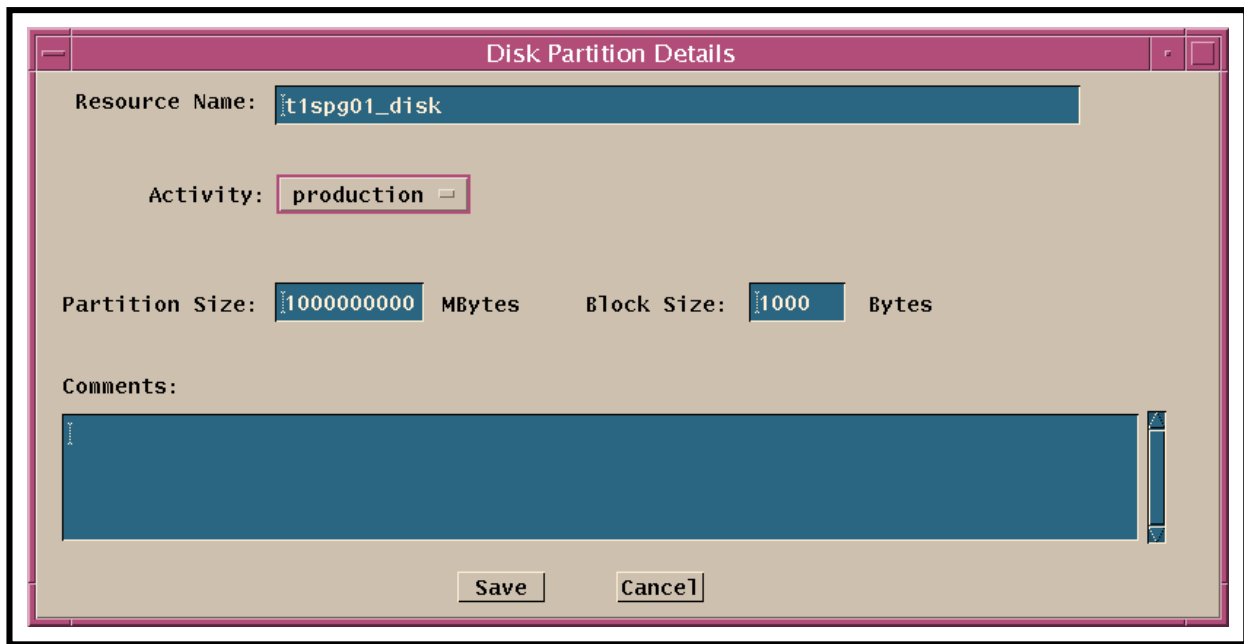 Disk Partition Details
Resource Name: t1spg01_disk
Activity: production
Partition Size: 1000000000 MBytes Block Size: 1000 Bytes
Comments:
Save Cancel